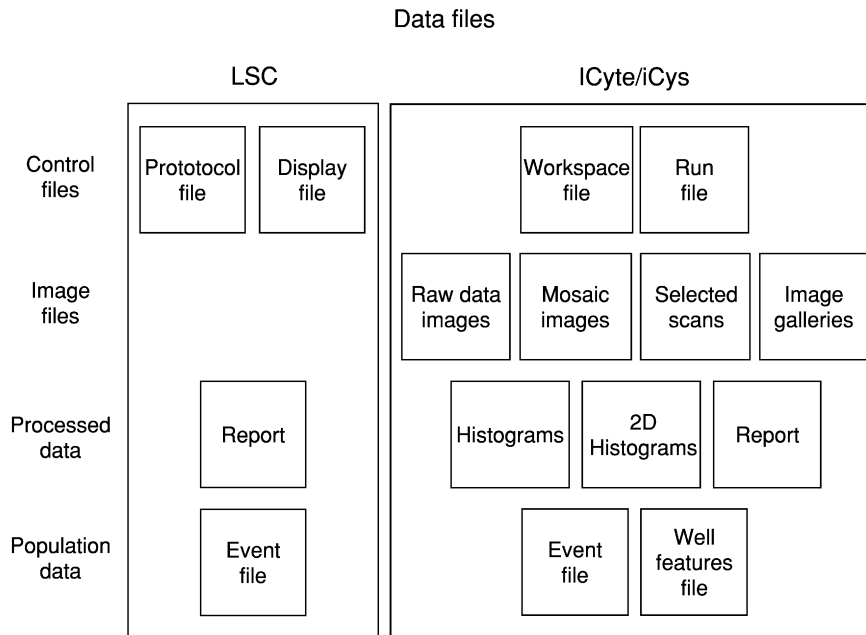 Data files
LSC
ICyte/iCys
Control
files
Prototocol
file
Display
file
Workspace
file
Run
file
Image
files
Raw data
images
Mosaic
images
Selected
scans
Image
galleries
Processed
data
Report
Histograms
2D
Histograms
Report
Population
data
Event
file
Event
file
Well
features
file